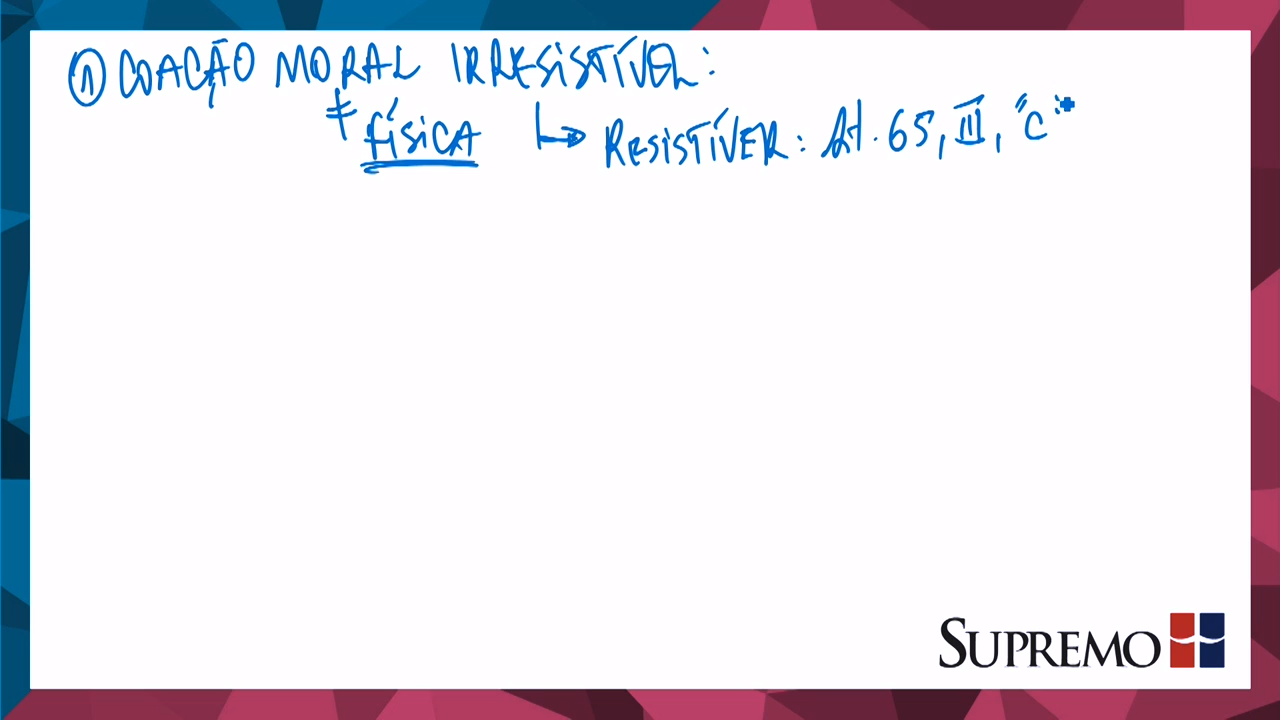 ① COAÇÃO MORAL IRRESISTÍVEL:
≠ FÍSICA ↳ RESISTÍVEL: Art. 65, III, "C"
SUPREMO